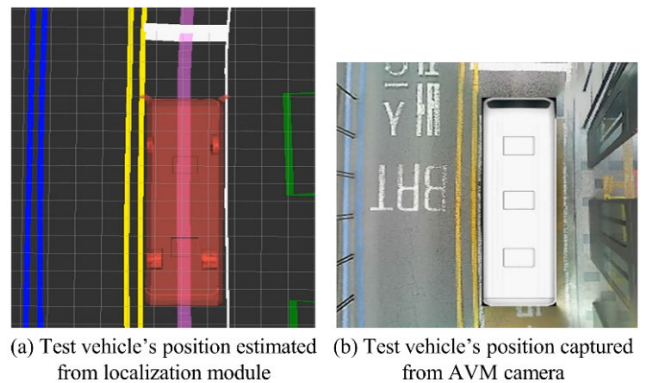 BRT
(a) Test vehicle's position estimated
from localization module
(b) Test vehicle's position captured
from AVM camera